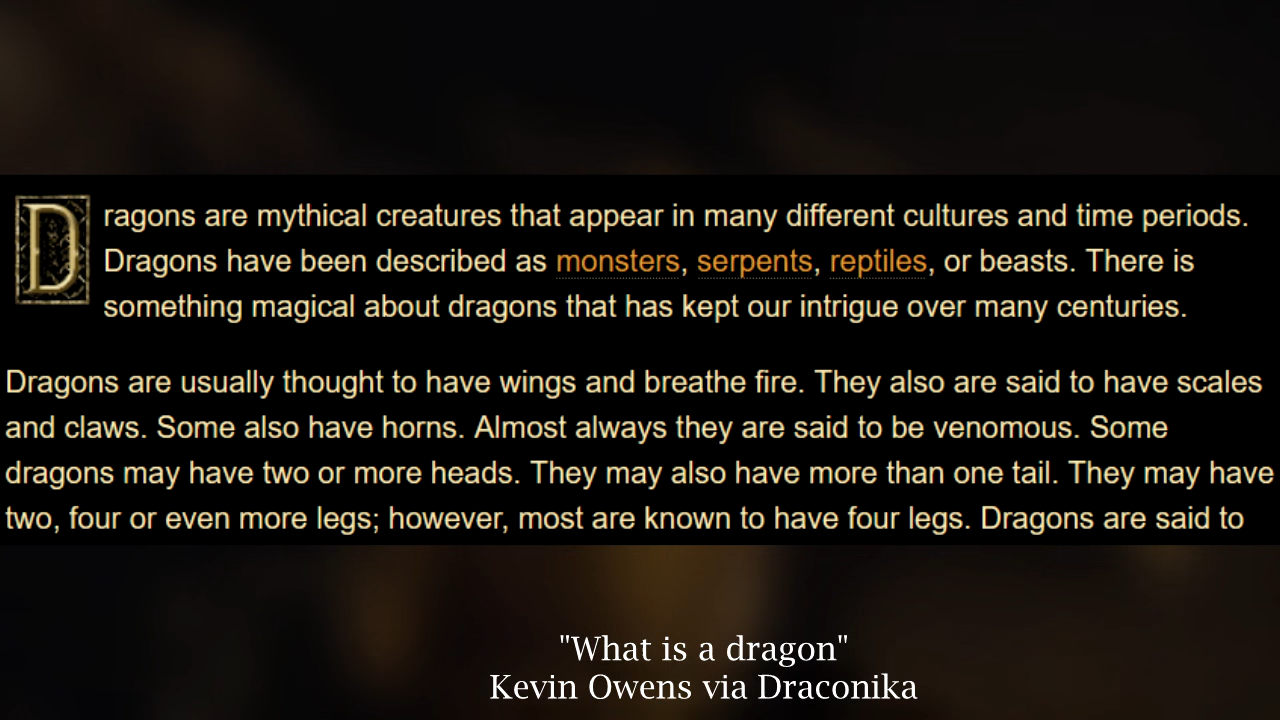 Dragons are mythical creatures that appear in many different cultures and time periods.
Dragons have been described as monsters, serpents, reptiles, or beasts. There is
something magical about dragons that has kept our intrigue over many centuries.
Dragons are usually thought to have wings and breathe fire. They also are said to have scales
and claws. Some also have horns. Almost always they are said to be venomous. Some
dragons may have two or more heads. They may also have more than one tail. They may have
two, four or even more legs; however, most are known to have four legs. Dragons are said to
"What is a dragon"
Kevin Owens via Draconika